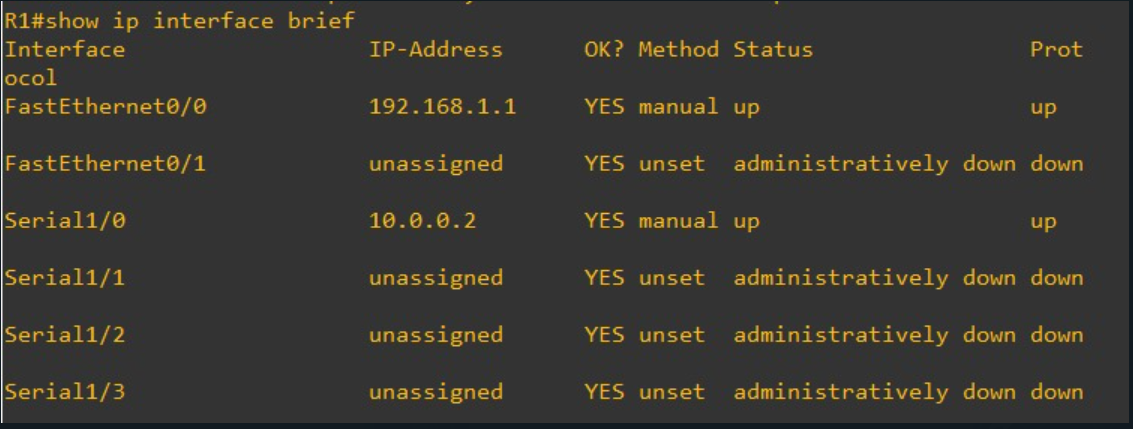 R1#show ip interface brief
Interface                  IP-Address      OK? Method Status                Prot
ocol
FastEthernet0/0            192.168.1.1     YES manual up                    up
FastEthernet0/1            unassigned      YES unset  administratively down down
Serial1/0                  10.0.0.2        YES manual up                    up
Serial1/1                  unassigned      YES unset  administratively down down
Serial1/2                  unassigned      YES unset  administratively down down
Serial1/3                  unassigned      YES unset  administratively down down